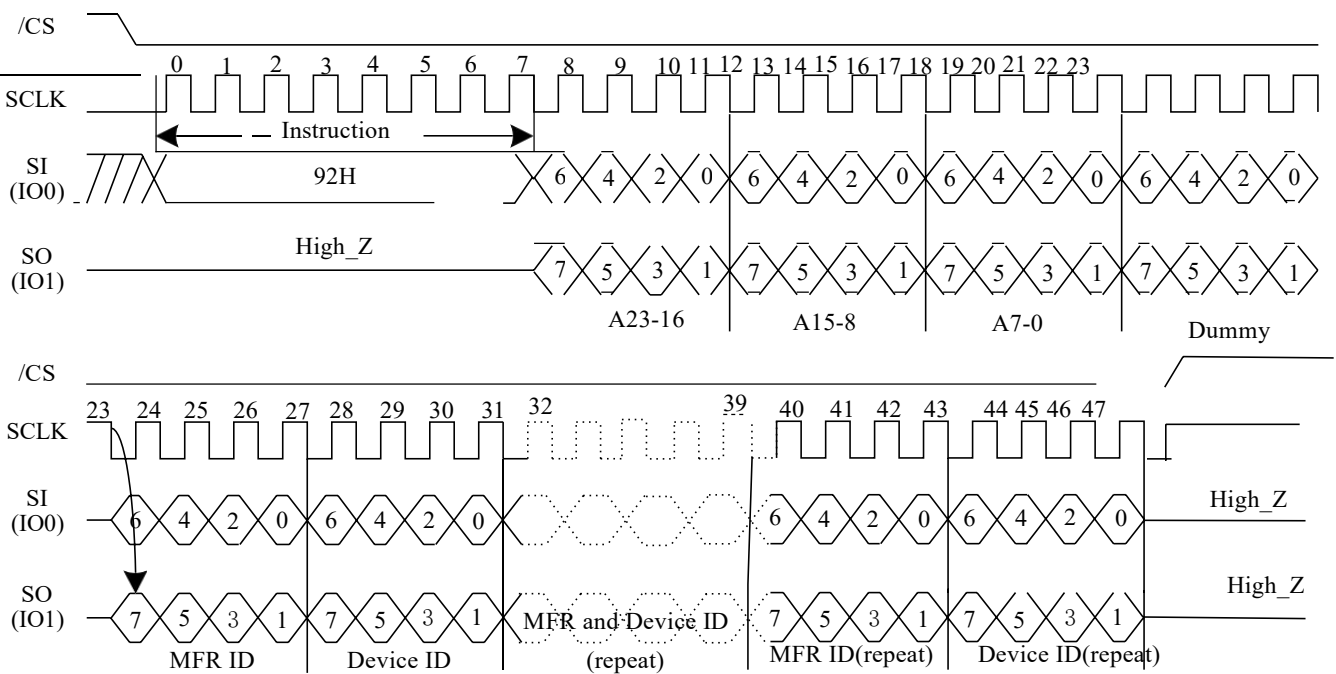 /CS
0 1 2 3 4 5 6 7 8 9 10 11 12 13 14 15 16 17 18 19 20 21 22 23
SCLK
Instruction
SI
(IO0)
92H
6 4 2 0 6 4 2 0 6 4 2 0 6 4 2 0
High_Z
SO
(IO1)
7 5 3 1 7 5 3 1 7 5 3 1 7 5 3 1
A23-16 A15-8 A7-0 Dummy
/CS
23 24 25 26 27 28 29 30 31 32 39 40 41 42 43 44 45 46 47
SCLK
SI
(IO0)
6 4 2 0 6 4 2 0 6 4 2 0 6 4 2 0
High_Z
SO
(IO1)
7 5 3 1 7 5 3 1 MFR and Device ID 7 5 3 1 7 5 3 1
High_Z
MFR ID Device ID (repeat) MFR ID(repeat) Device ID(repeat)